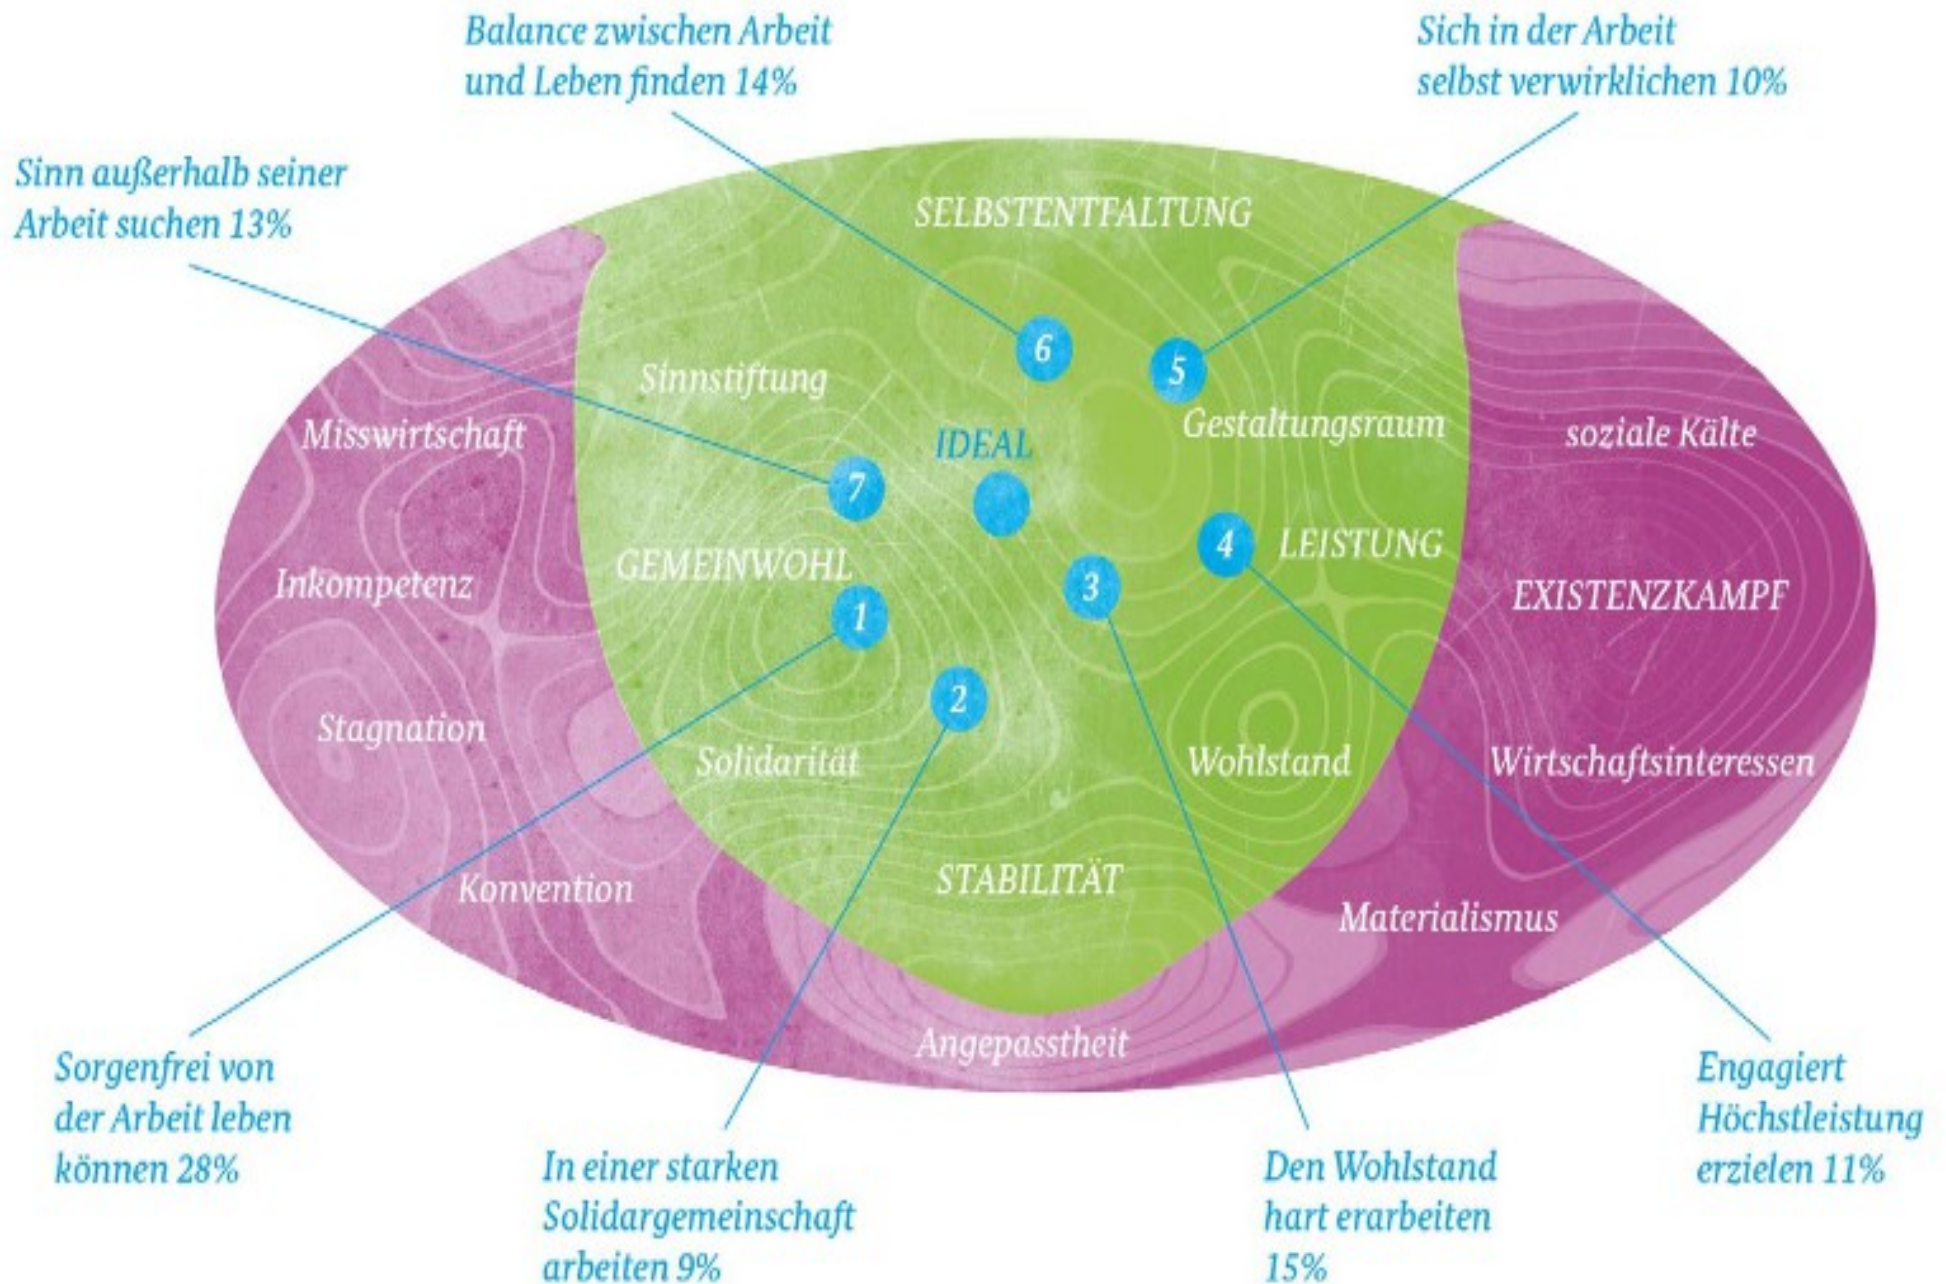 Balance zwischen Arbeit
und Leben finden 14%
Sich in der Arbeit
selbst verwirklichen 10%
Sinn außerhalb seiner
Arbeit suchen 13%
SELBSTENTFALTUNG
6
5
Sinnstiftung
Gestaltungsraum
IDEAL
Misswirtschaft
soziale Kälte
7
4
LEISTUNG
GEMEINWOHL
3
Inkompetenz
EXISTENZKAMPF
1
2
Stagnation
Solidarität
Wohlstand
Wirtschaftsinteressen
STABILITÄT
Konvention
Materialismus
Angepasstheit
Sorgenfrei von
der Arbeit leben
können 28%
In einer starken
Solidargemeinschaft
arbeiten 9%
Den Wohlstand
hart erarbeiten
15%
Engagiert
Höchstleistung
erzielen 11%